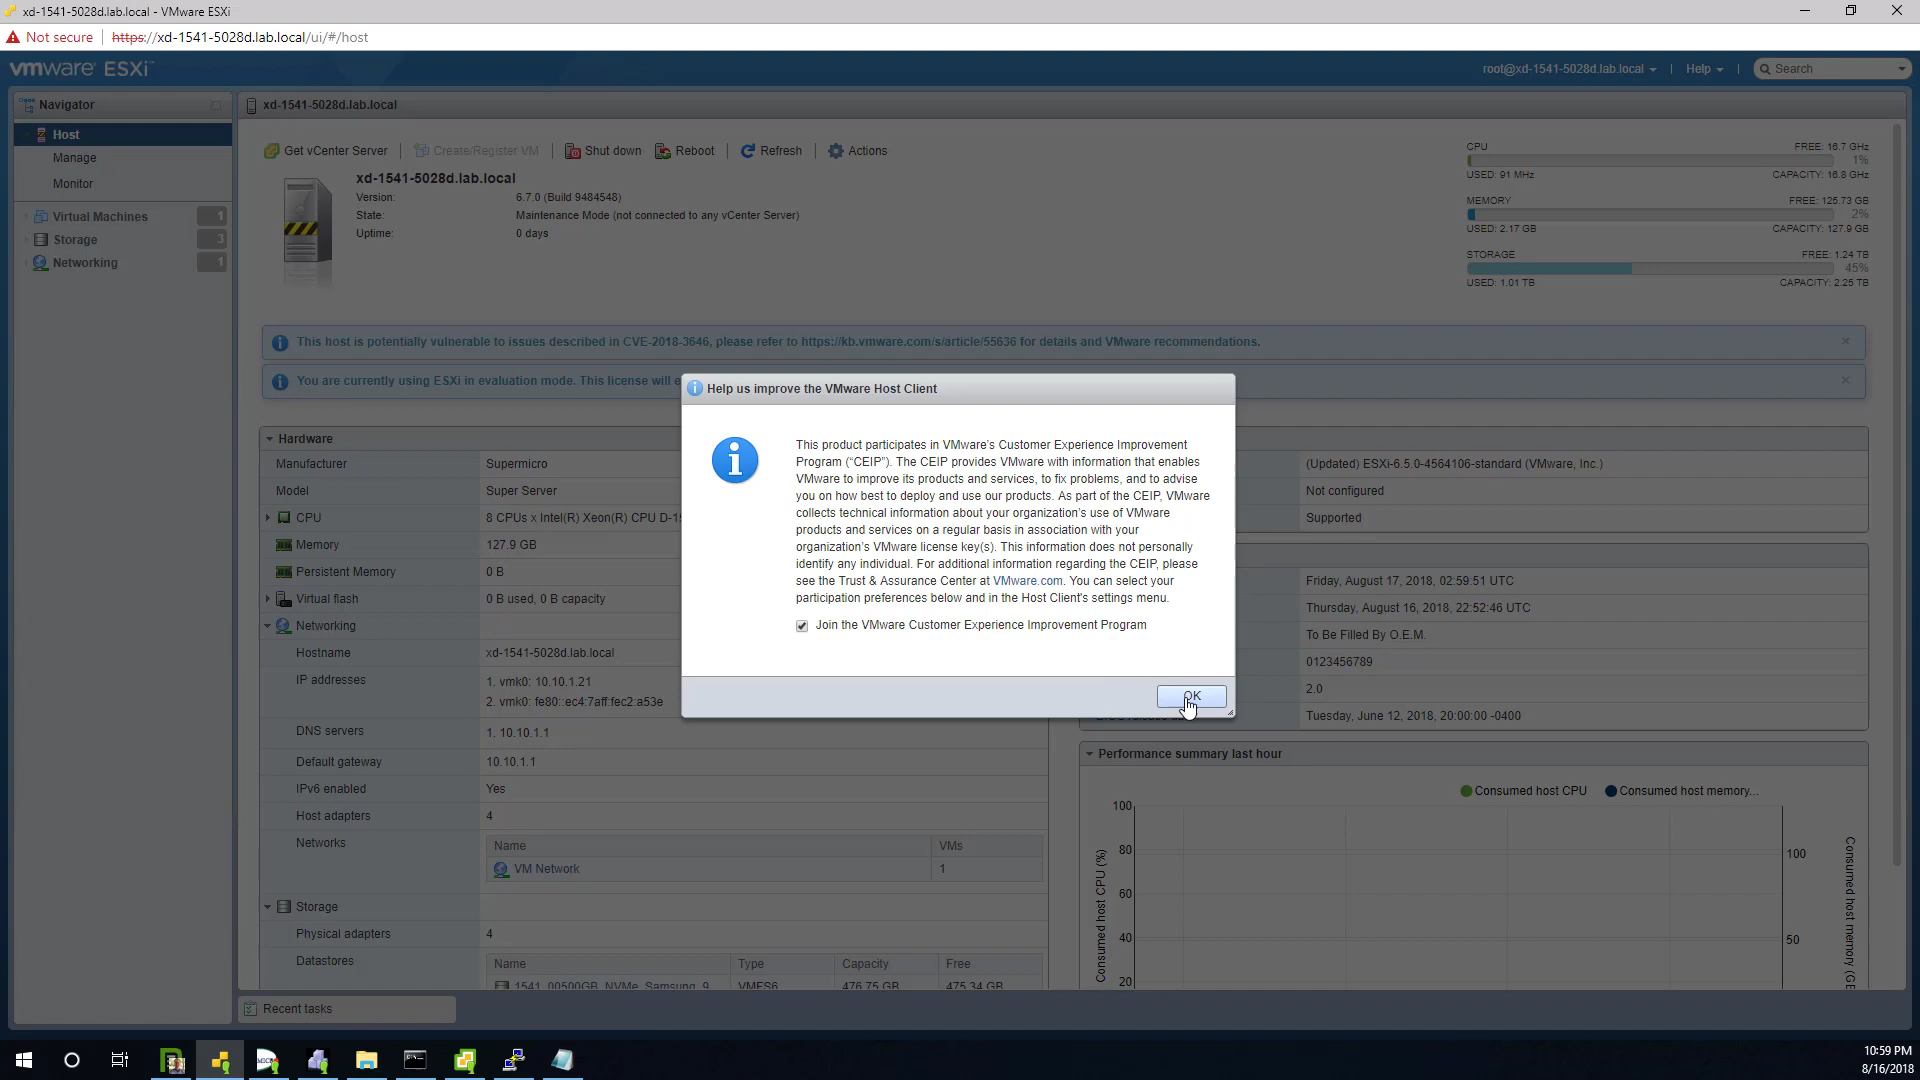 xd-1541-5028d.lab.local - VMware ESXi
Not secure
https://xd-1541-5028d.lab.local/ui/#/host
vmware ESXi
root@xd-1541-5028d.lab.local
Help
Search
Navigator
Host
Manage
Monitor
Virtual Machines 1
Storage 3
Networking 1
xd-1541-5028d.lab.local
Get vCenter Server
Create/Register VM
Shut down
Reboot
Refresh
Actions
xd-1541-5028d.lab.local
Version: 6.7.0 (Build 9484548)
State: Maintenance Mode (not connected to any vCenter Server)
Uptime: 0 days
CPU FREE: 16.7 GHz
1%
USED: 91 MHz CAPACITY: 16.8 GHz
MEMORY FREE: 125.73 GB
2%
USED: 2.17 GB CAPACITY: 127.9 GB
STORAGE FREE: 1.24 TB
45%
USED: 1.01 TB CAPACITY: 2.25 TB
This host is potentially vulnerable to issues described in CVE-2018-3646, please refer to https://kb.vmware.com/s/article/55636 for details and VMware recommendations.
You are currently using ESXi in evaluation mode. This license will e
Help us improve the VMware Host Client
This product participates in VMware's Customer Experience Improvement
Program (“CEIP”). The CEIP provides VMware with information that enables
VMware to improve its products and services, to fix problems, and to advise
you on how best to deploy and use our products. As part of the CEIP, VMware
collects technical information about your organization's use of VMware
products and services on a regular basis in association with your
organization's VMware license key(s). This information does not personally
identify any individual. For additional information regarding the CEIP, please
see the Trust & Assurance Center at VMware.com. You can select your
participation preferences below and in the Host Client's settings menu.
Join the VMware Customer Experience Improvement Program
OK
Hardware
Manufacturer Supermicro
Model Super Server
CPU 8 CPUs x Intel(R) Xeon(R) CPU D-15
Memory 127.9 GB
Persistent Memory 0 B
Virtual flash 0 B used, 0 B capacity
Networking
Hostname xd-1541-5028d.lab.local
IP addresses 1. vmk0: 10.10.1.21
2. vmk0: fe80::ec4:7aff:fec2:a53e
DNS servers 1. 10.10.1.1
Default gateway 10.10.1.1
IPv6 enabled Yes
Host adapters 4
Networks Name VMs
VM Network 1
Storage
Physical adapters 4
Datastores Name Type Capacity Free
1541_00500GB_NVMe_Samsung_9 VMFS6 476.75 GB 475.34 GB
(Updated) ESXi-6.5.0-4564106-standard (VMware, Inc.)
Not configured
Supported
Friday, August 17, 2018, 02:59:51 UTC
Thursday, August 16, 2018, 22:52:46 UTC
To Be Filled By O.E.M.
0123456789
2.0
Tuesday, June 12, 2018, 20:00:00 -0400
Performance summary last hour
Consumed host CPU
Consumed host memory...
100
80
60
40
20
Consumed host CPU (%)
100
50
Consumed host memory (GB
Recent tasks
10:59 PM
8/16/2018